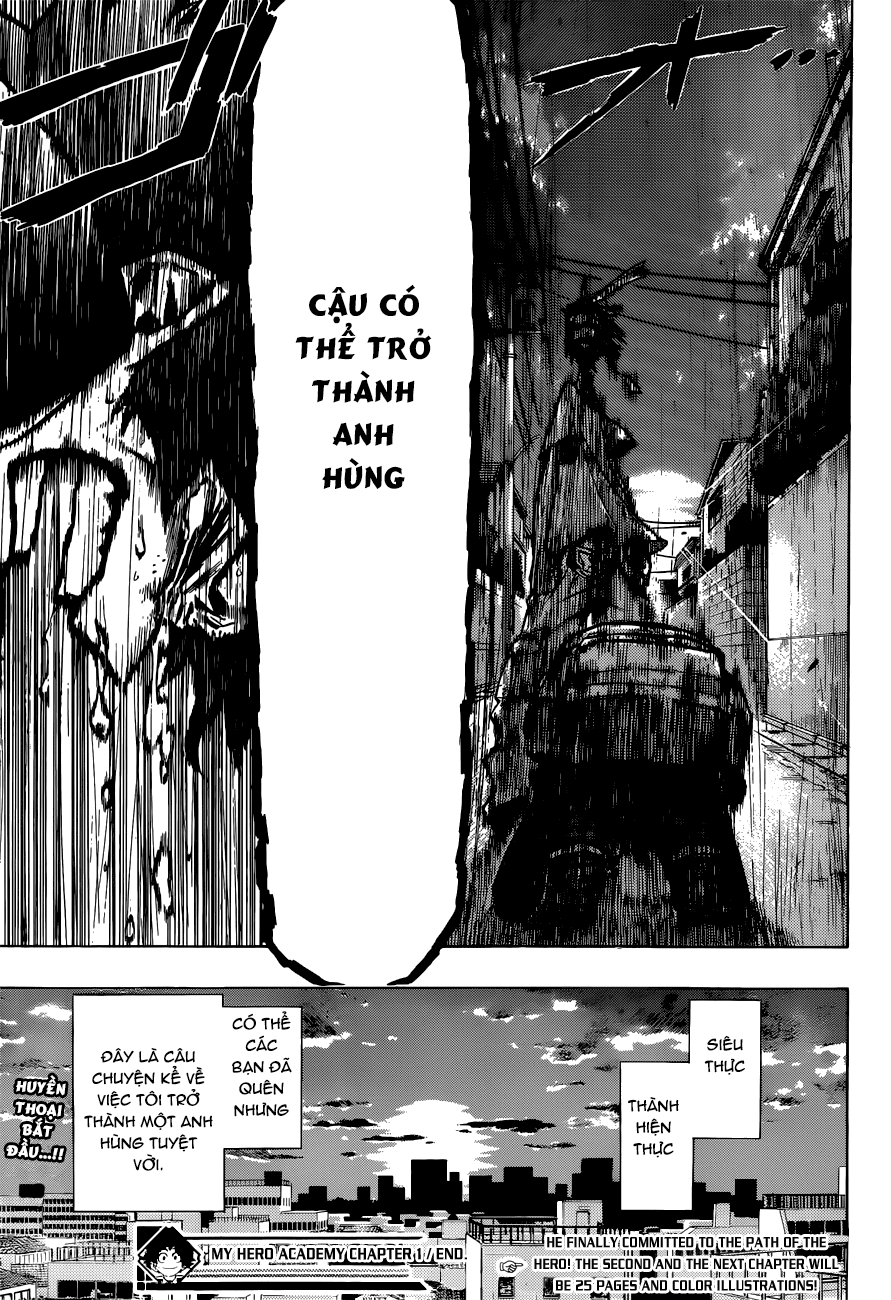 CẬU CÓ
THỂ TRỞ
THÀNH
ANH
HÙNG
SIÊU
THỰC
THÀNH
HIỆN
THỰC
CÓ THỂ
CÁC
BẠN ĐÃ
QUÊN
NHƯNG
ĐÂY LÀ CÂU
CHUYỆN KỂ VỀ
VIỆC TÔI TRỞ
THÀNH MỘT ANH
HÙNG TUYỆT
VỜI.
HUYỀN
THOẠI
BẮT
ĐẦU...!!
MY HERO ACADEMY CHAPTER 1 / END.
HE FINALLY COMMITTED TO THE PATH OF THE
HERO! THE SECOND AND THE NEXT CHAPTER WILL
BE 25 PAGES AND COLOR ILLUSTRATIONS!